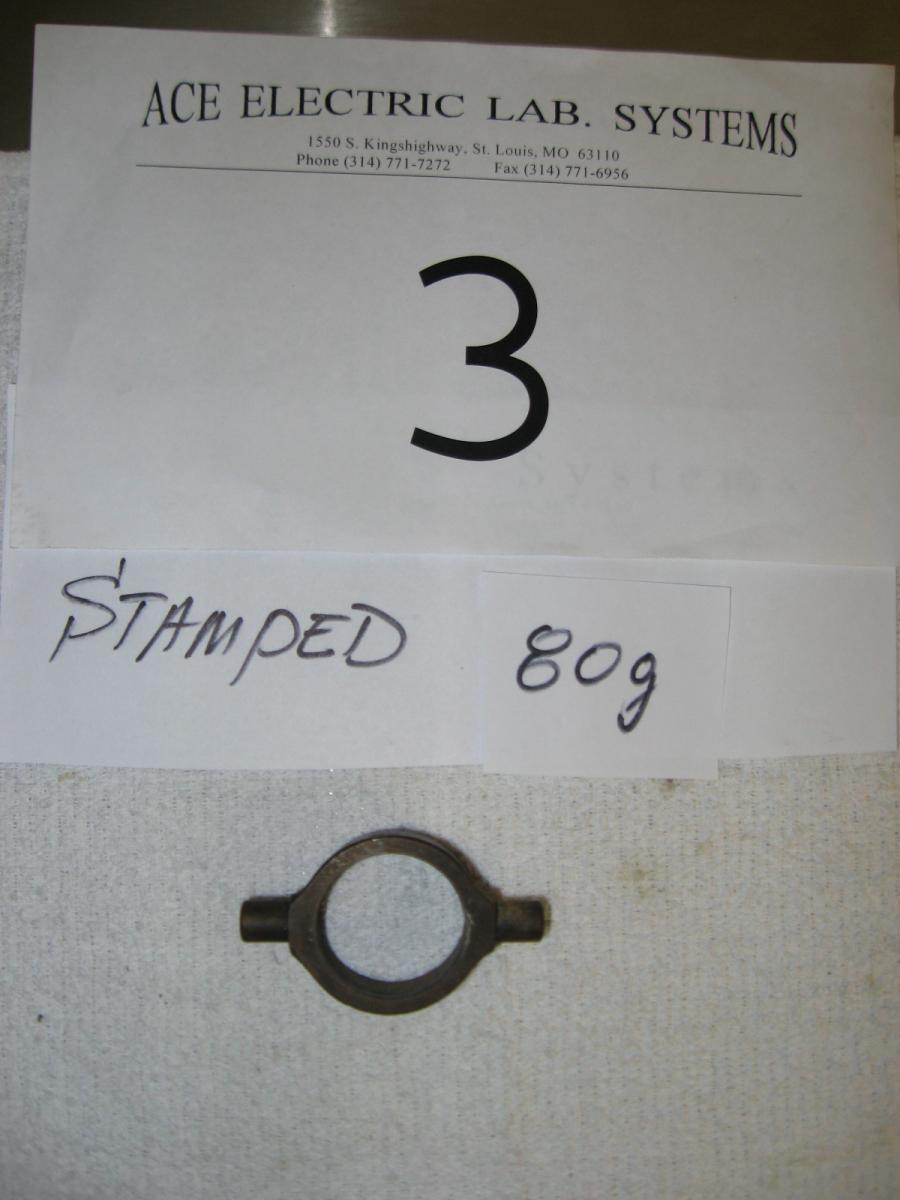 ACE ELECTRIC LAB. SYSTEMS
1550 S. Kingshighway, St. Louis, MO 63110
Phone (314) 771-7272 Fax (314) 771-6956
3
Systems
STAMPED 80g